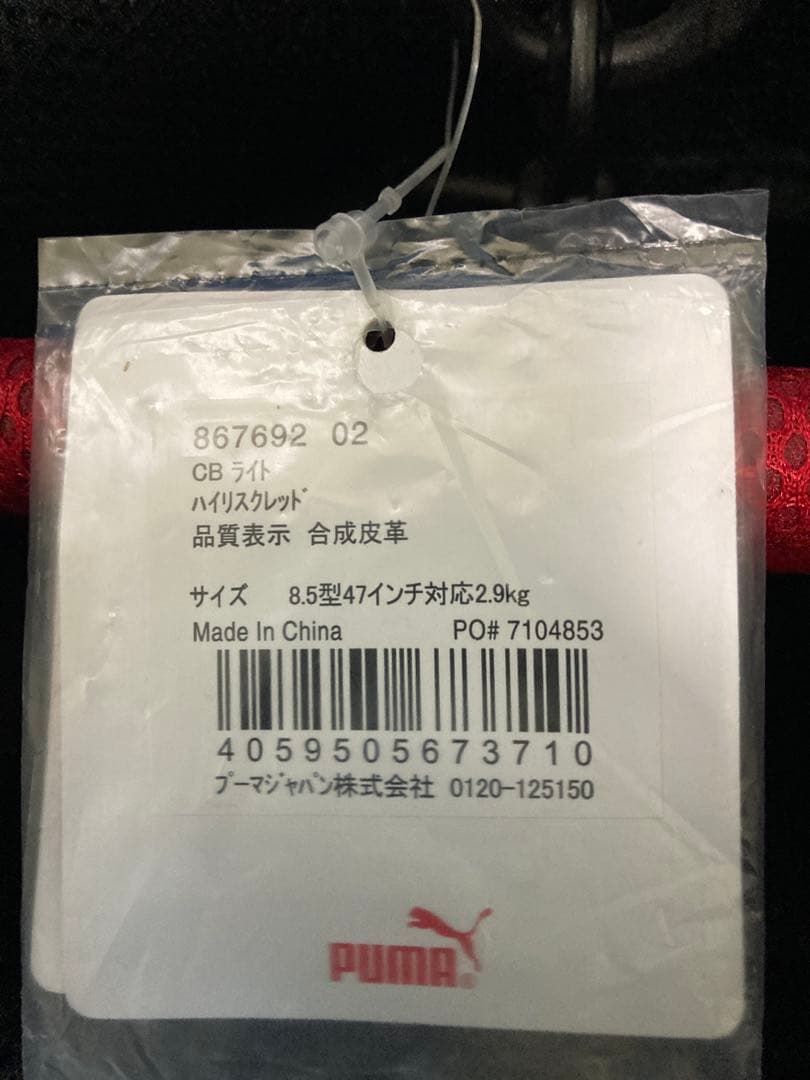 867692 02
CB ﾗｲﾄ
ﾊｲﾘｽｸﾚｯﾄﾞ
品質表示 合成皮革
サイズ 8.5型47インチ対応2.9kg
Made In China PO# 7104853
4059505673710
ﾌﾟｰﾏｼﾞｬﾊﾟﾝ株式会社 0120-125150
PUMA®